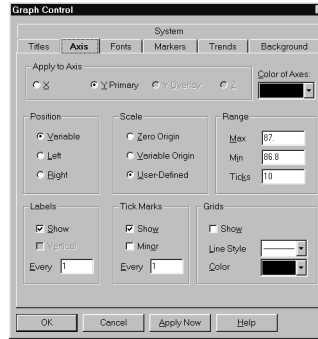 Graph Control
System
Titles Axis Fonts Markers Trends Background
Apply to Axis
X Y Primary Y Overlay Z
Color of Axes:
Position
Variable
Left
Right
Scale
Zero Origin
Variable Origin
User-Defined
Range
Max 87.
Min 86.8
Ticks 10
Labels
Show
Vertical
Every 1
Tick Marks
Show
Minor
Every 1
Grids
Show
Line Style
Color
OK Cancel Apply Now Help